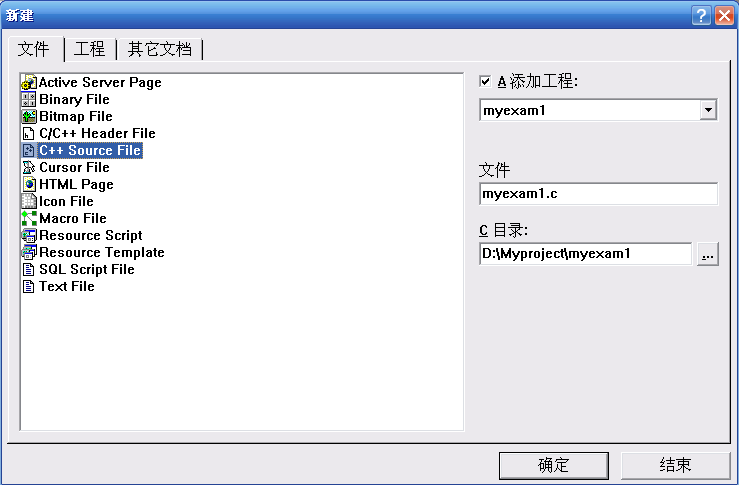 新建
文件 工程 其它文档
Active Server Page
Binary File
Bitmap File
C/C++ Header File
C++ Source File
Cursor File
HTML Page
Icon File
Macro File
Resource Script
Resource Template
SQL Script File
Text File
A 添加工程:
myexam1
文件
myexam1.c
C 目录:
D:\Myproject\myexam1
...
确定 结束